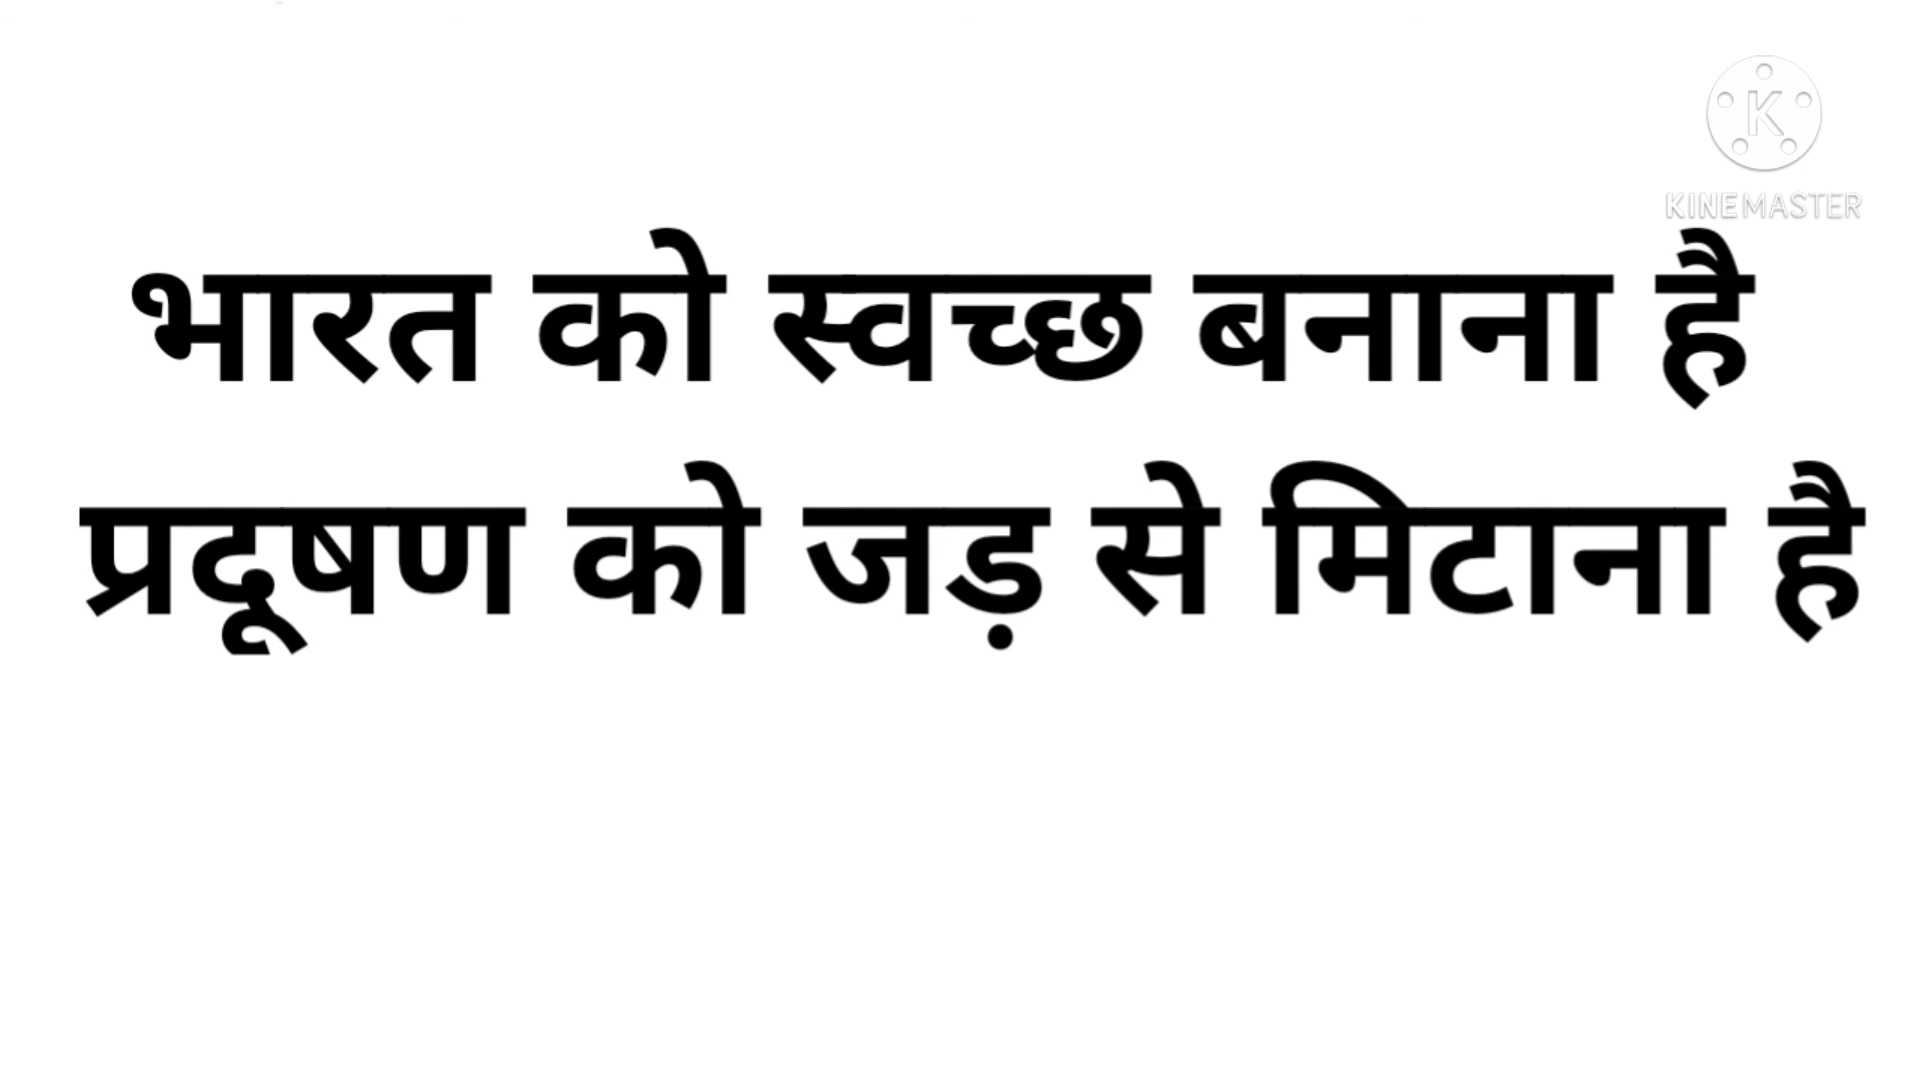 K
KINEMASTER
भारत को स्वच्छ बनाना है
प्रदूषण को जड़ से मिटाना है